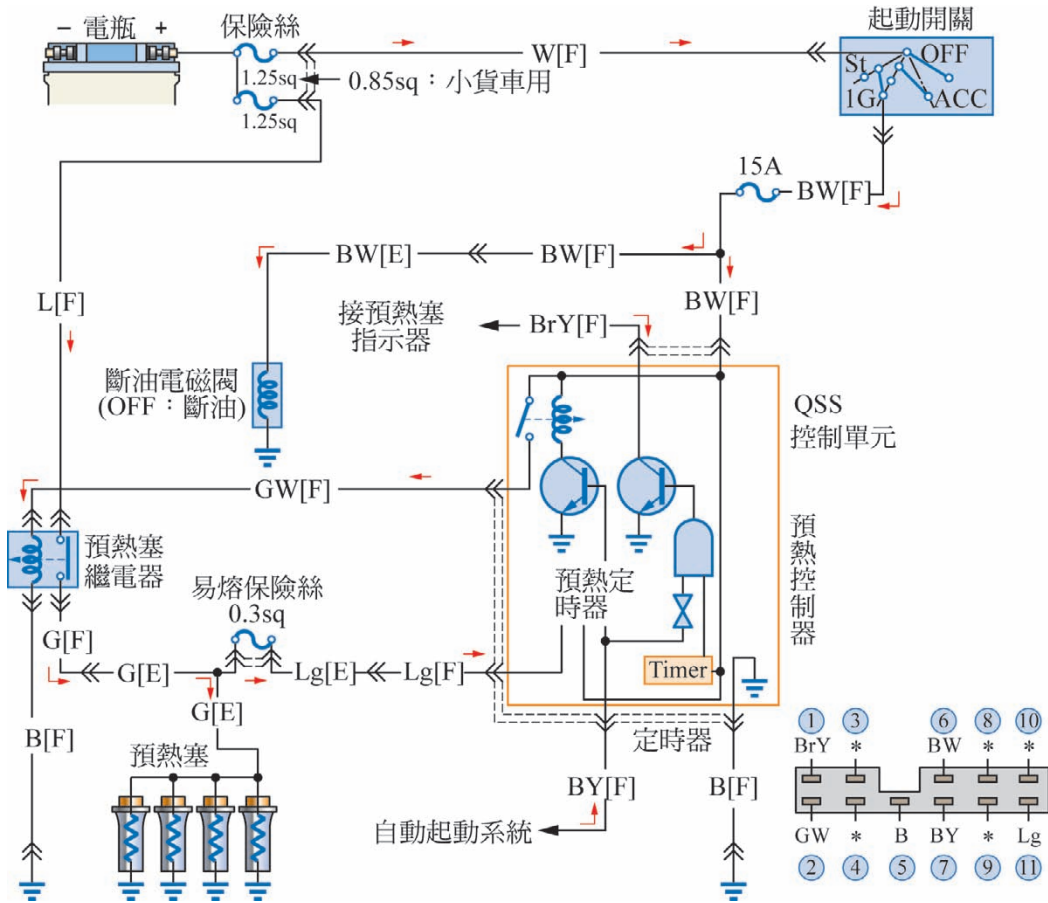 − 電瓶 +
保險絲
1.25sq
1.25sq
0.85sq：小貨車用
W[F]
起動開關
OFF
St
1G
ACC
15A
BW[F]
BW[E]
BW[F]
BW[F]
L[F]
接預熱塞
指示器
BrY[F]
斷油電磁閥
(OFF：斷油)
QSS
控制單元
GW[F]
預熱塞
繼電器
預熱定
時器
預熱控制器
易熔保險絲
0.3sq
G[F]
G[E]
Lg[E]
Lg[F]
Timer
G[E]
B[F]
預熱塞
定時器
BY[F]
B[F]
自動起動系統
1 3 6 8 10
BrY * BW * *
GW * B BY * Lg
2 4 5 7 9 11